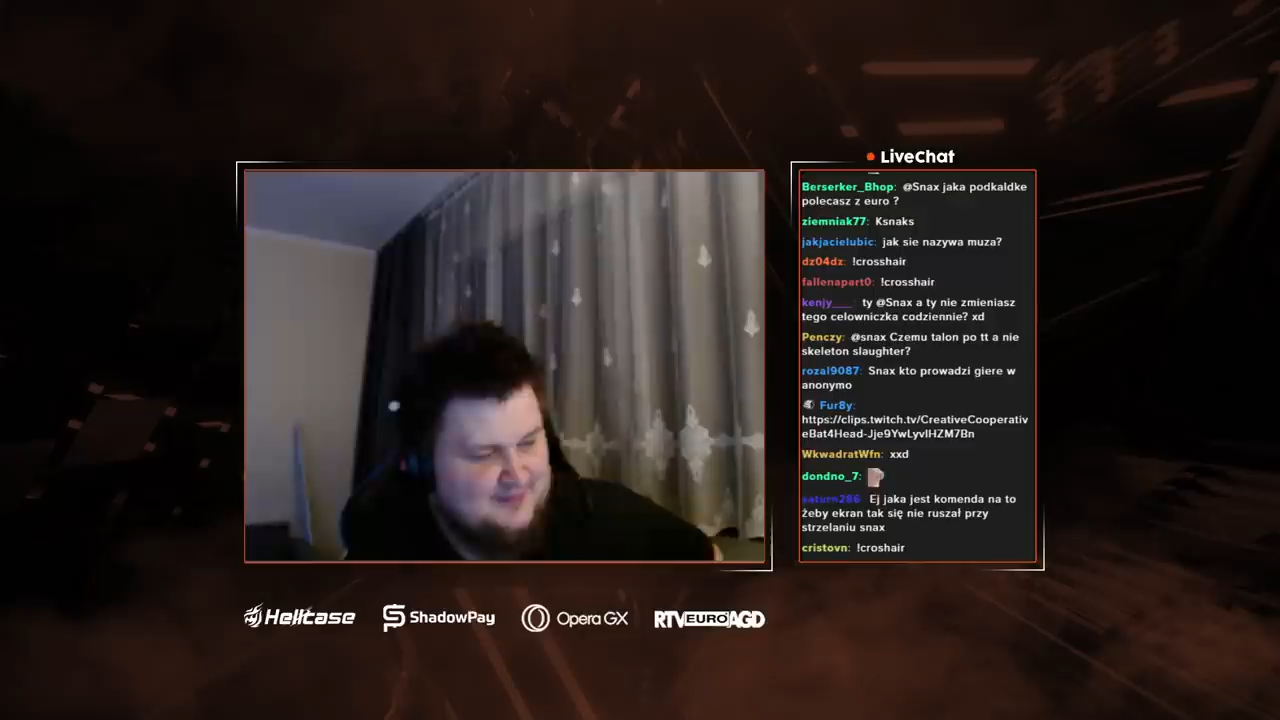 LiveChat
Berserker_Bhop: @Snax jaka podkaldke
polecasz z euro ?
ziemniak77: Ksnaks
jakjacielubic: jak sie nazywa muza?
dz04dz: !crosshair
fallenapart0: !crosshair
kenjy___: ty @Snax a ty nie zmieniasz
tego celowniczka codziennie? xd
Penczy: @snax Czemu talon po tt a nie
skeleton slaughter?
rozal9087: Snax kto prowadzi giere w
anonymo
Fur8y:
https://clips.twitch.tv/CreativeCooperativ
eBat4Head-Jje9YwLyvIHZM7Bn
WkwadratWfn: xxd
dondno_7:
saturn286 Ej jaka jest komenda na to
żeby ekran tak się nie ruszał przy
strzelaniu snax
cristovn: !croshair
Hellcase ShadowPay Opera GX RTV EURO AGD